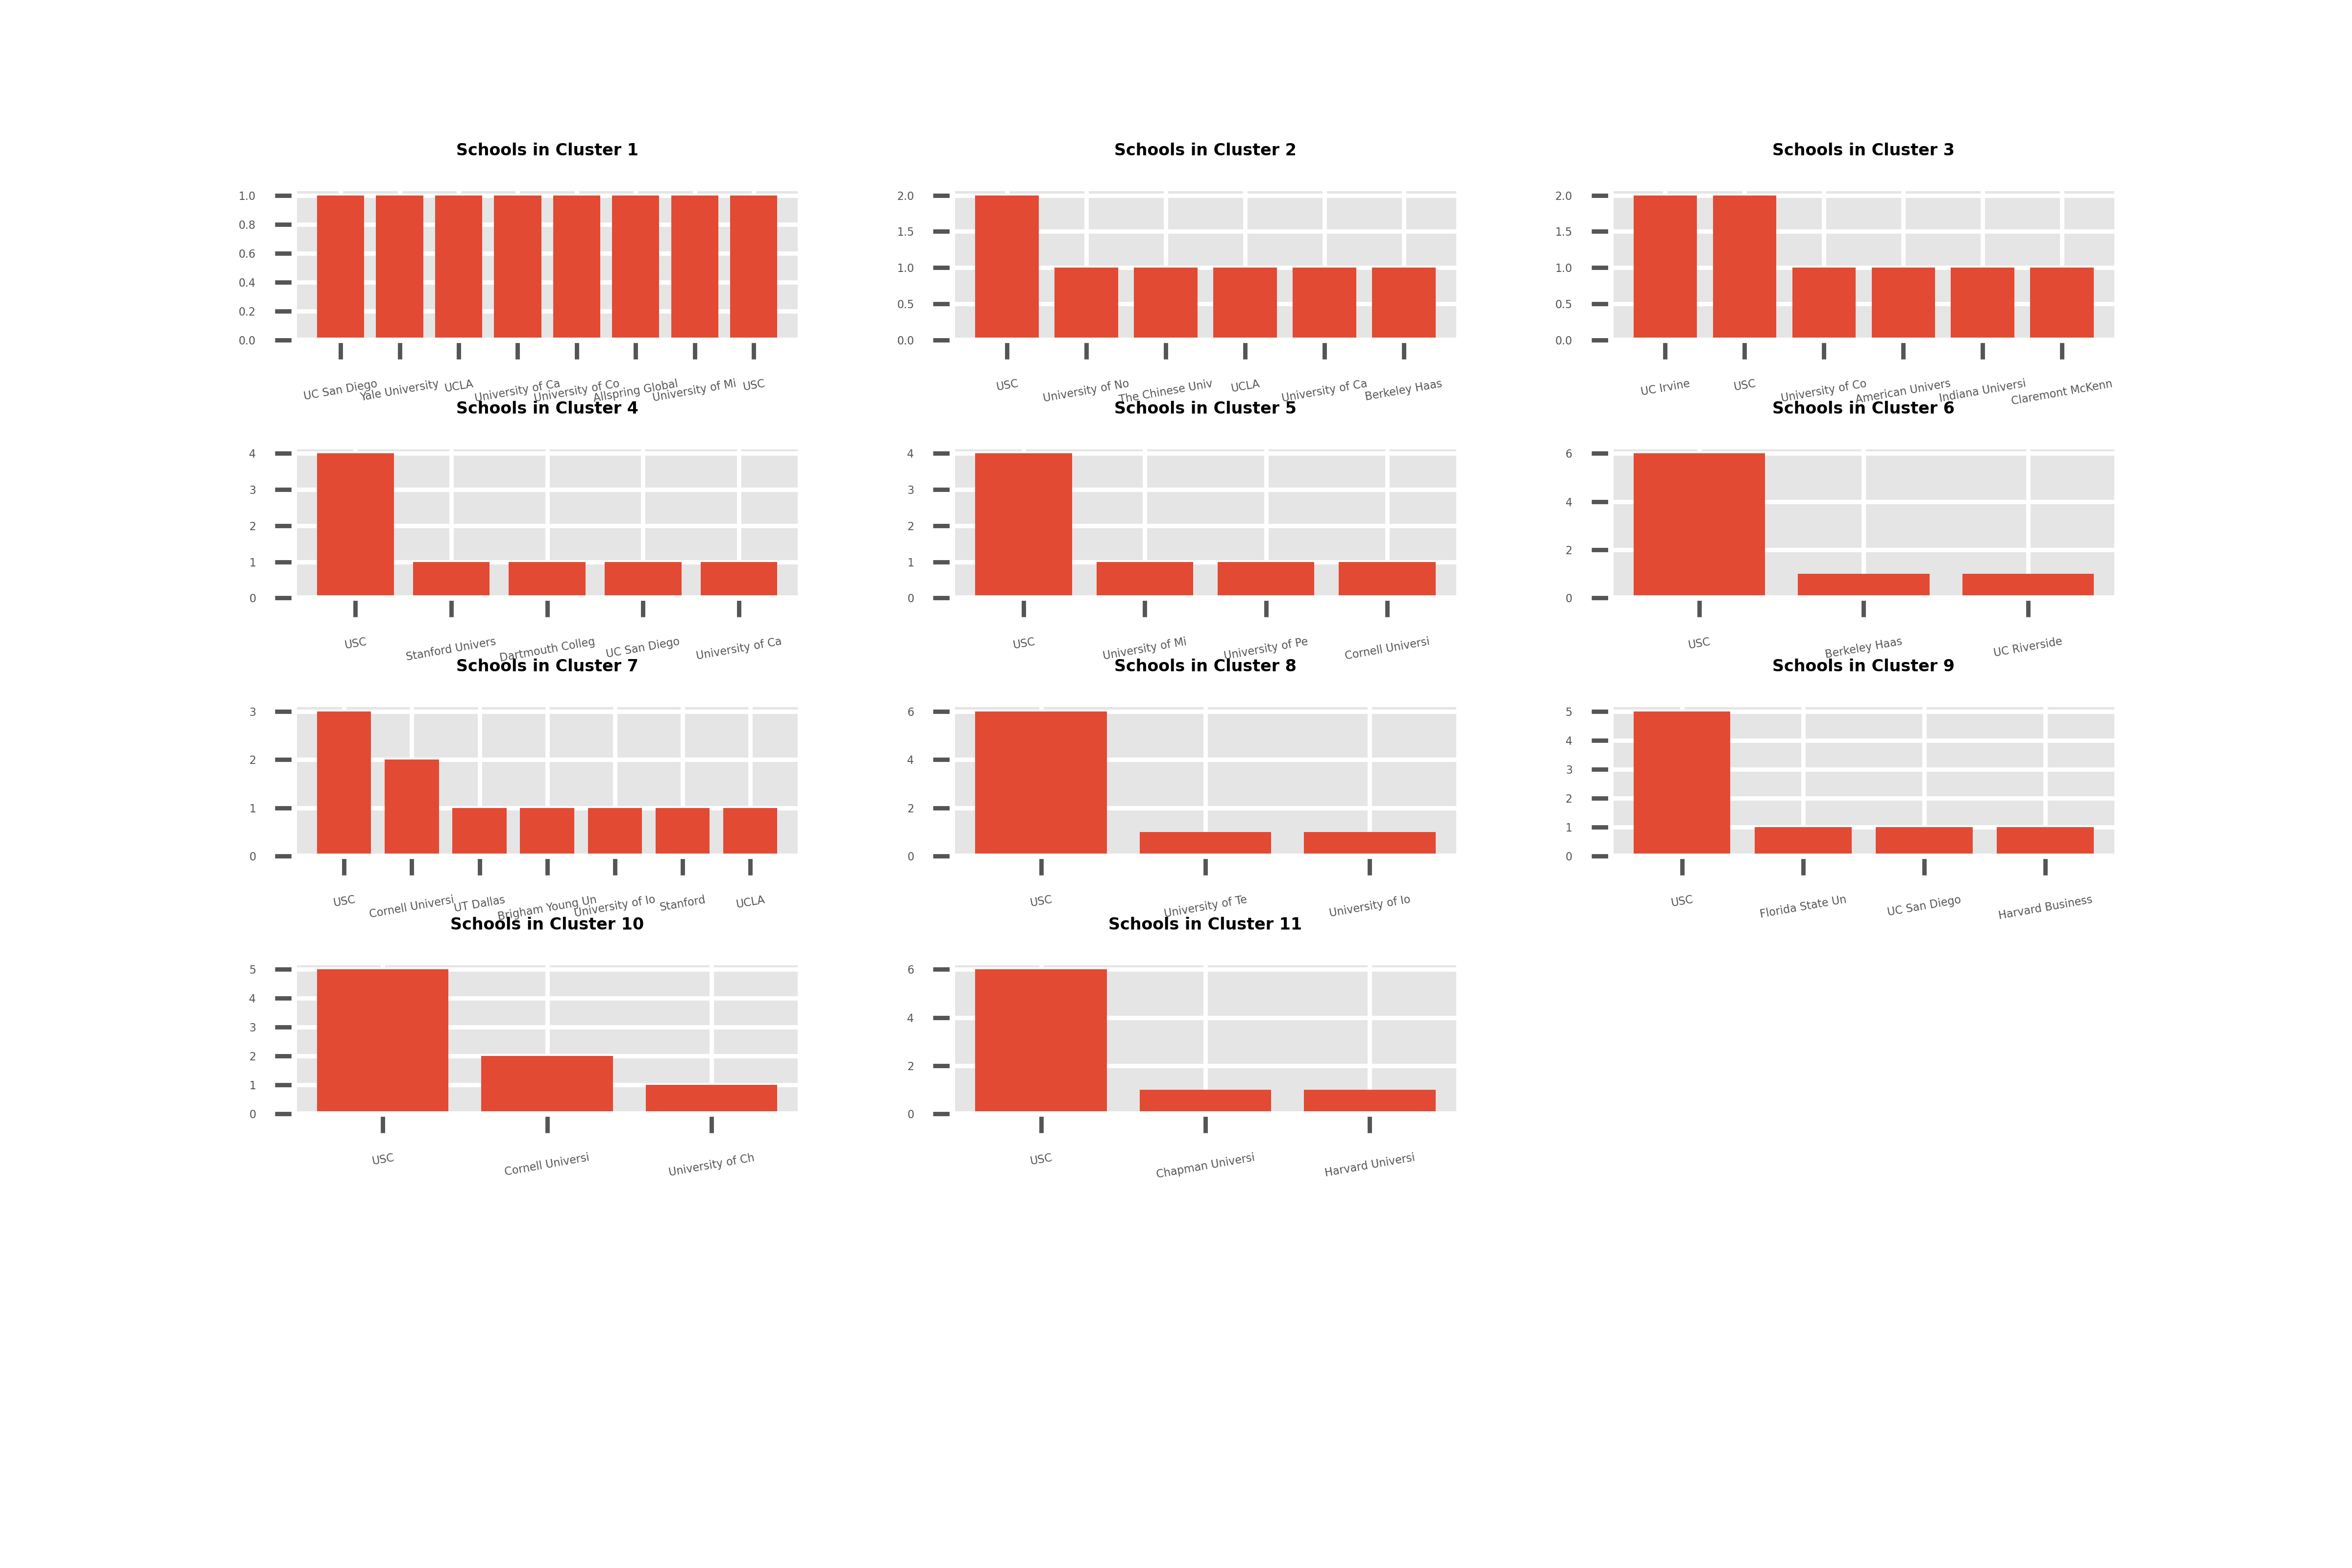 Schools in Cluster 1
1.0
0.8
0.6
0.4
0.2
0.0
UC San Diego Yale University UCLA University of Ca University of Co Allspring Global University of Mi USC
Schools in Cluster 2
2.0
1.5
1.0
0.5
0.0
USC University of No The Chinese Univ UCLA University of Ca Berkeley Haas
Schools in Cluster 3
2.0
1.5
1.0
0.5
0.0
UC Irvine USC University of Co American Univers Indiana Universi Claremont McKenn
Schools in Cluster 4
4
3
2
1
0
USC Stanford Univers Dartmouth Colleg UC San Diego University of Ca
Schools in Cluster 5
4
3
2
1
0
USC University of Mi University of Pe Cornell Universi
Schools in Cluster 6
6
4
2
0
USC Berkeley Haas UC Riverside
Schools in Cluster 7
3
2
1
0
USC Cornell Universi UT Dallas Brigham Young Un University of Io Stanford UCLA
Schools in Cluster 8
6
4
2
0
USC University of Te University of Io
Schools in Cluster 9
5
4
3
2
1
0
USC Florida State Un UC San Diego Harvard Business
Schools in Cluster 10
5
4
3
2
1
0
USC Cornell Universi University of Ch
Schools in Cluster 11
6
4
2
0
USC Chapman Universi Harvard Universi